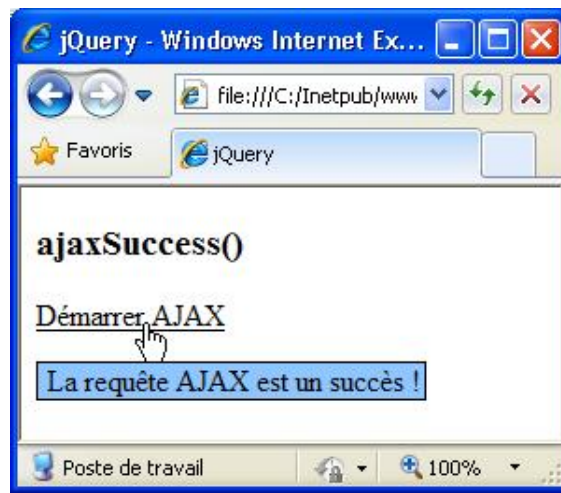 jQuery - Windows Internet Ex...
file:///C:/Inetpub/www
Favoris
jQuery
ajaxSuccess()
Démarrer AJAX
La requête AJAX est un succès !
Poste de travail
100%